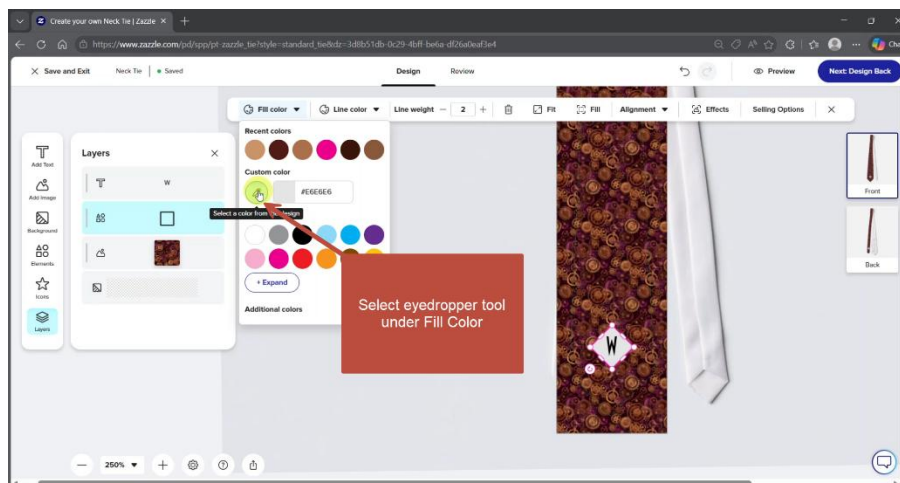 Create your own Neck Tie | Zazzle
https://www.zazzle.com/pd/spp/pt-zazzle_tie?style=standard_tie&dz=3d8b51db-0c29-4bff-be6a-df26a0eaf3e4
Save and Exit
Neck Tie
Saved
Design
Review
Preview
Next: Design Back
Fill color
Line color
Line weight
2
Fit
Fill
Alignment
Effects
Selling Options
Recent colors
Custom color
#E6E6E6
Select a color from
design
+ Expand
Additional colors
Add Text
Add Image
Background
Elements
Icons
Layers
Layers
W
Select eyedropper tool
under Fill Color
W
Front
Back
250%